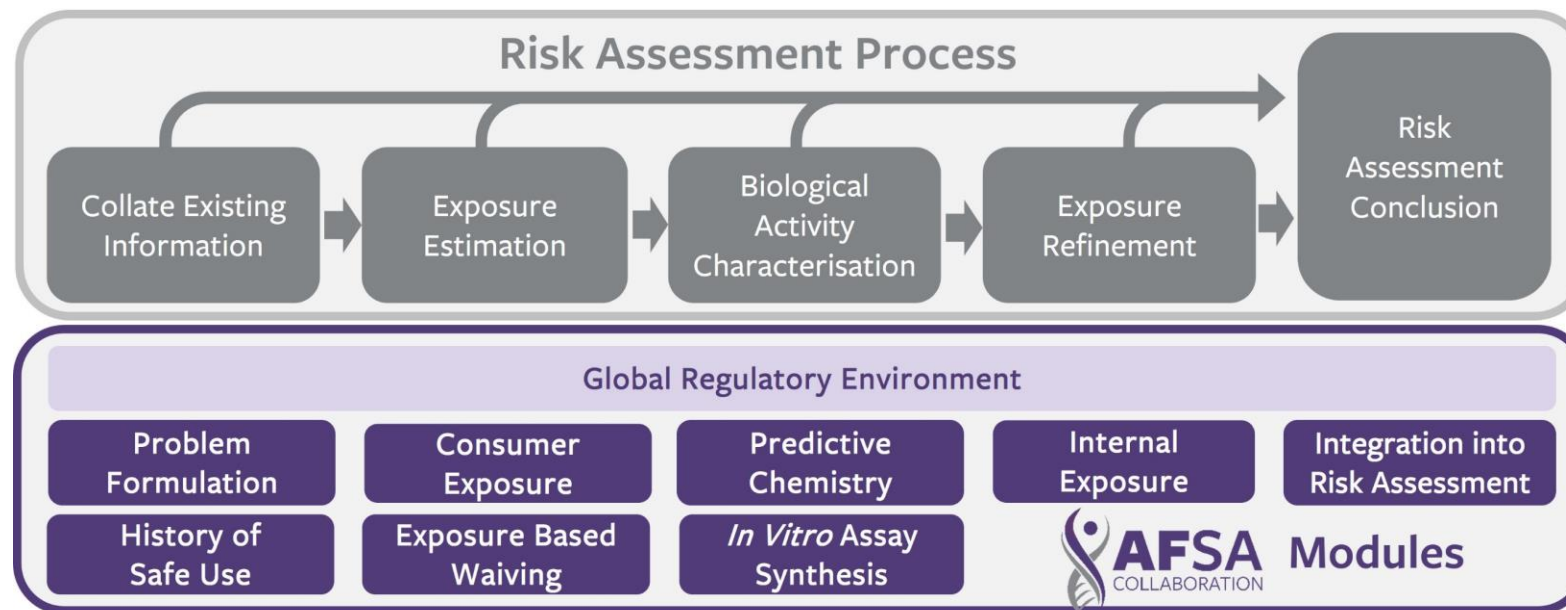 Risk Assessment Process
Collate Existing
Information
Exposure
Estimation
Biological
Activity
Characterisation
Exposure
Refinement
Risk
Assessment
Conclusion
Global Regulatory Environment
Problem
Formulation
Consumer
Exposure
Predictive
Chemistry
Internal
Exposure
Integration into
Risk Assessment
History of
Safe Use
Exposure Based
Waiving
In Vitro Assay
Synthesis
AFSA
COLLABORATION
Modules